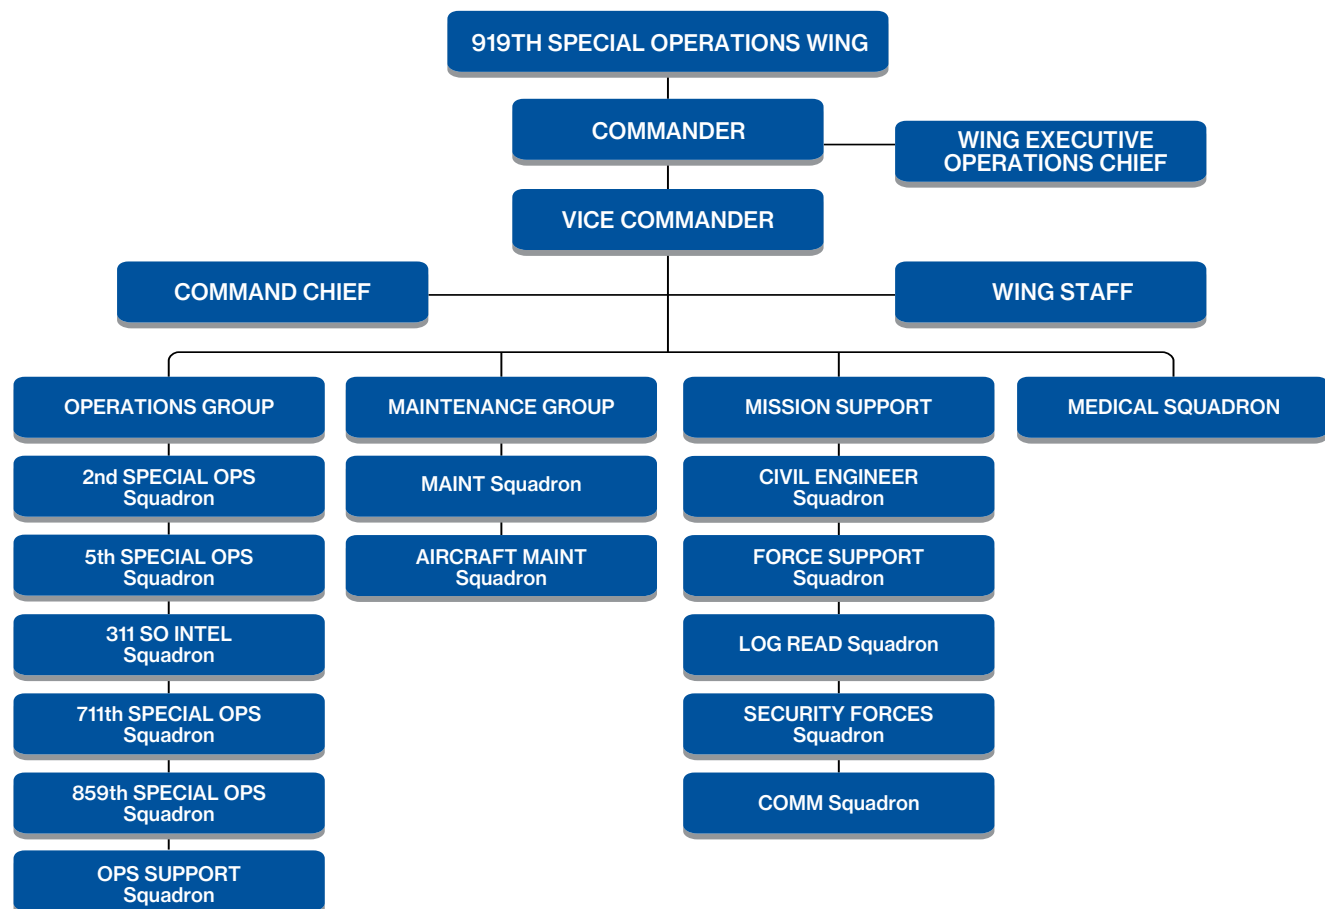 919TH SPECIAL OPERATIONS WING
COMMANDER
WING EXECUTIVE
OPERATIONS CHIEF
VICE COMMANDER
COMMAND CHIEF
WING STAFF
OPERATIONS GROUP
MAINTENANCE GROUP
MISSION SUPPORT
MEDICAL SQUADRON
2nd SPECIAL OPS
Squadron
MAINT Squadron
CIVIL ENGINEER
Squadron
5th SPECIAL OPS
Squadron
AIRCRAFT MAINT
Squadron
FORCE SUPPORT
Squadron
311 SO INTEL
Squadron
LOG READ Squadron
711th SPECIAL OPS
Squadron
SECURITY FORCES
Squadron
859th SPECIAL OPS
Squadron
COMM Squadron
OPS SUPPORT
Squadron